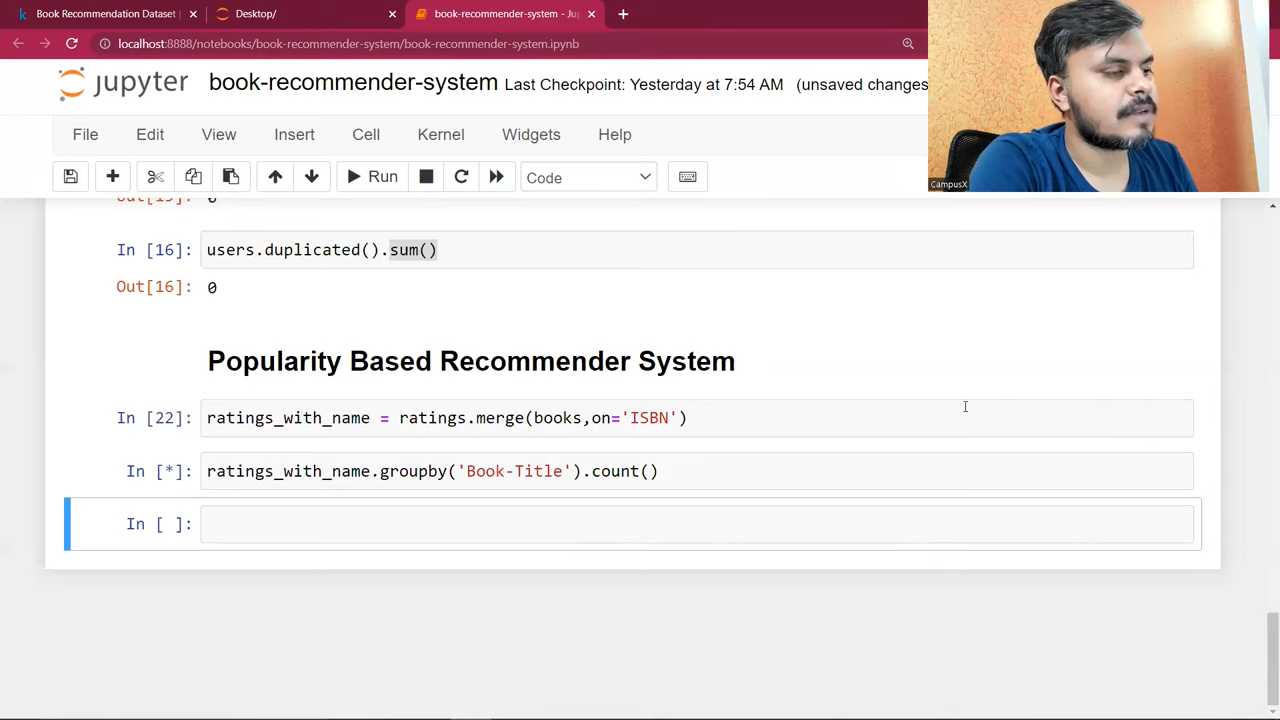 Book Recommendation Dataset
Desktop/
book-recommender-system - Ju
localhost:8888/notebooks/book-recommender-system/book-recommender-system.ipynb
jupyter book-recommender-system Last Checkpoint: Yesterday at 7:54 AM (unsaved changes
CampusX
File Edit View Insert Cell Kernel Widgets Help
Run Code
Out[15]: 0
In [16]: users.duplicated().sum()
Out[16]: 0
Popularity Based Recommender System
In [22]: ratings_with_name = ratings.merge(books,on='ISBN')
In [*]: ratings_with_name.groupby('Book-Title').count()
In [ ]: